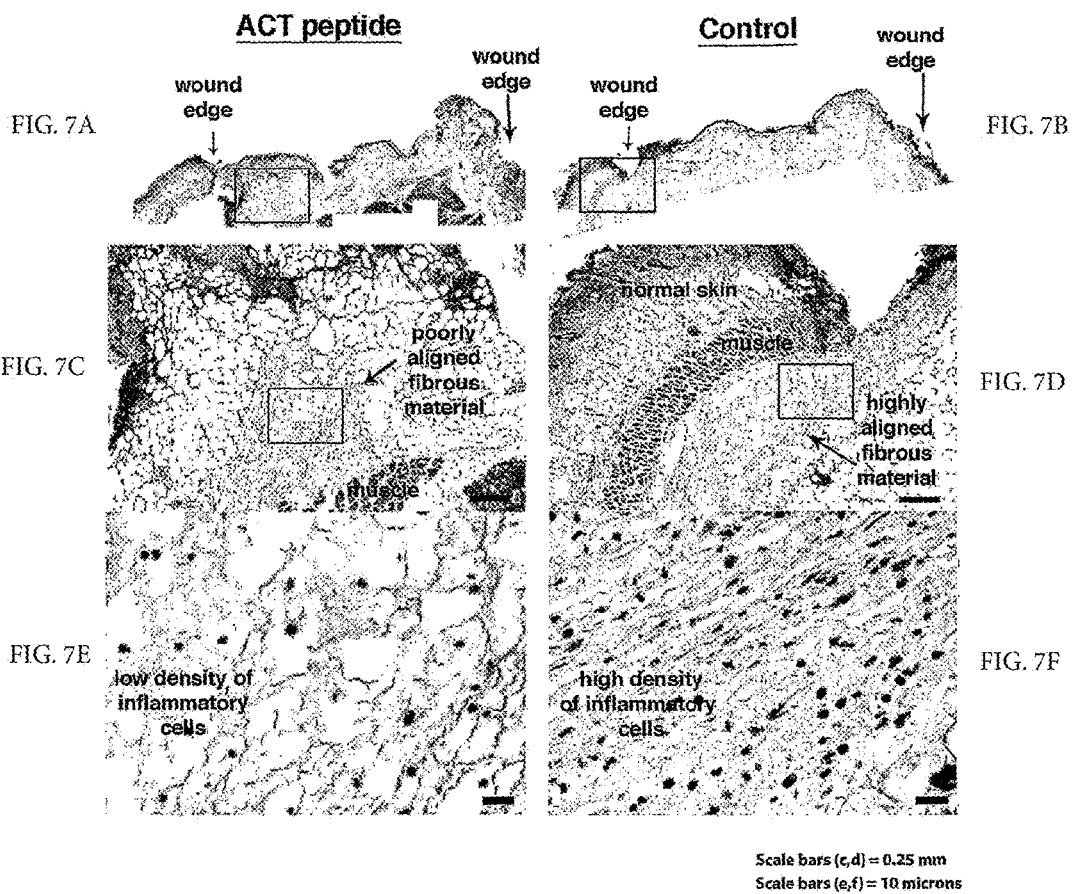 ACT peptide
Control
wound
edge
wound
edge
wound
edge
wound
edge
FIG. 7A
FIG. 7B
normal skin
muscle
poorly
aligned
fibrous
material
FIG. 7C
FIG. 7D
highly
aligned
fibrous
material
muscle
FIG. 7E
FIG. 7F
low density of
inflammatory
cells
high density
of inflammatory
cells
Scale bars (c,d) = 0.25 mm
Scale bars (e,f) = 10 microns